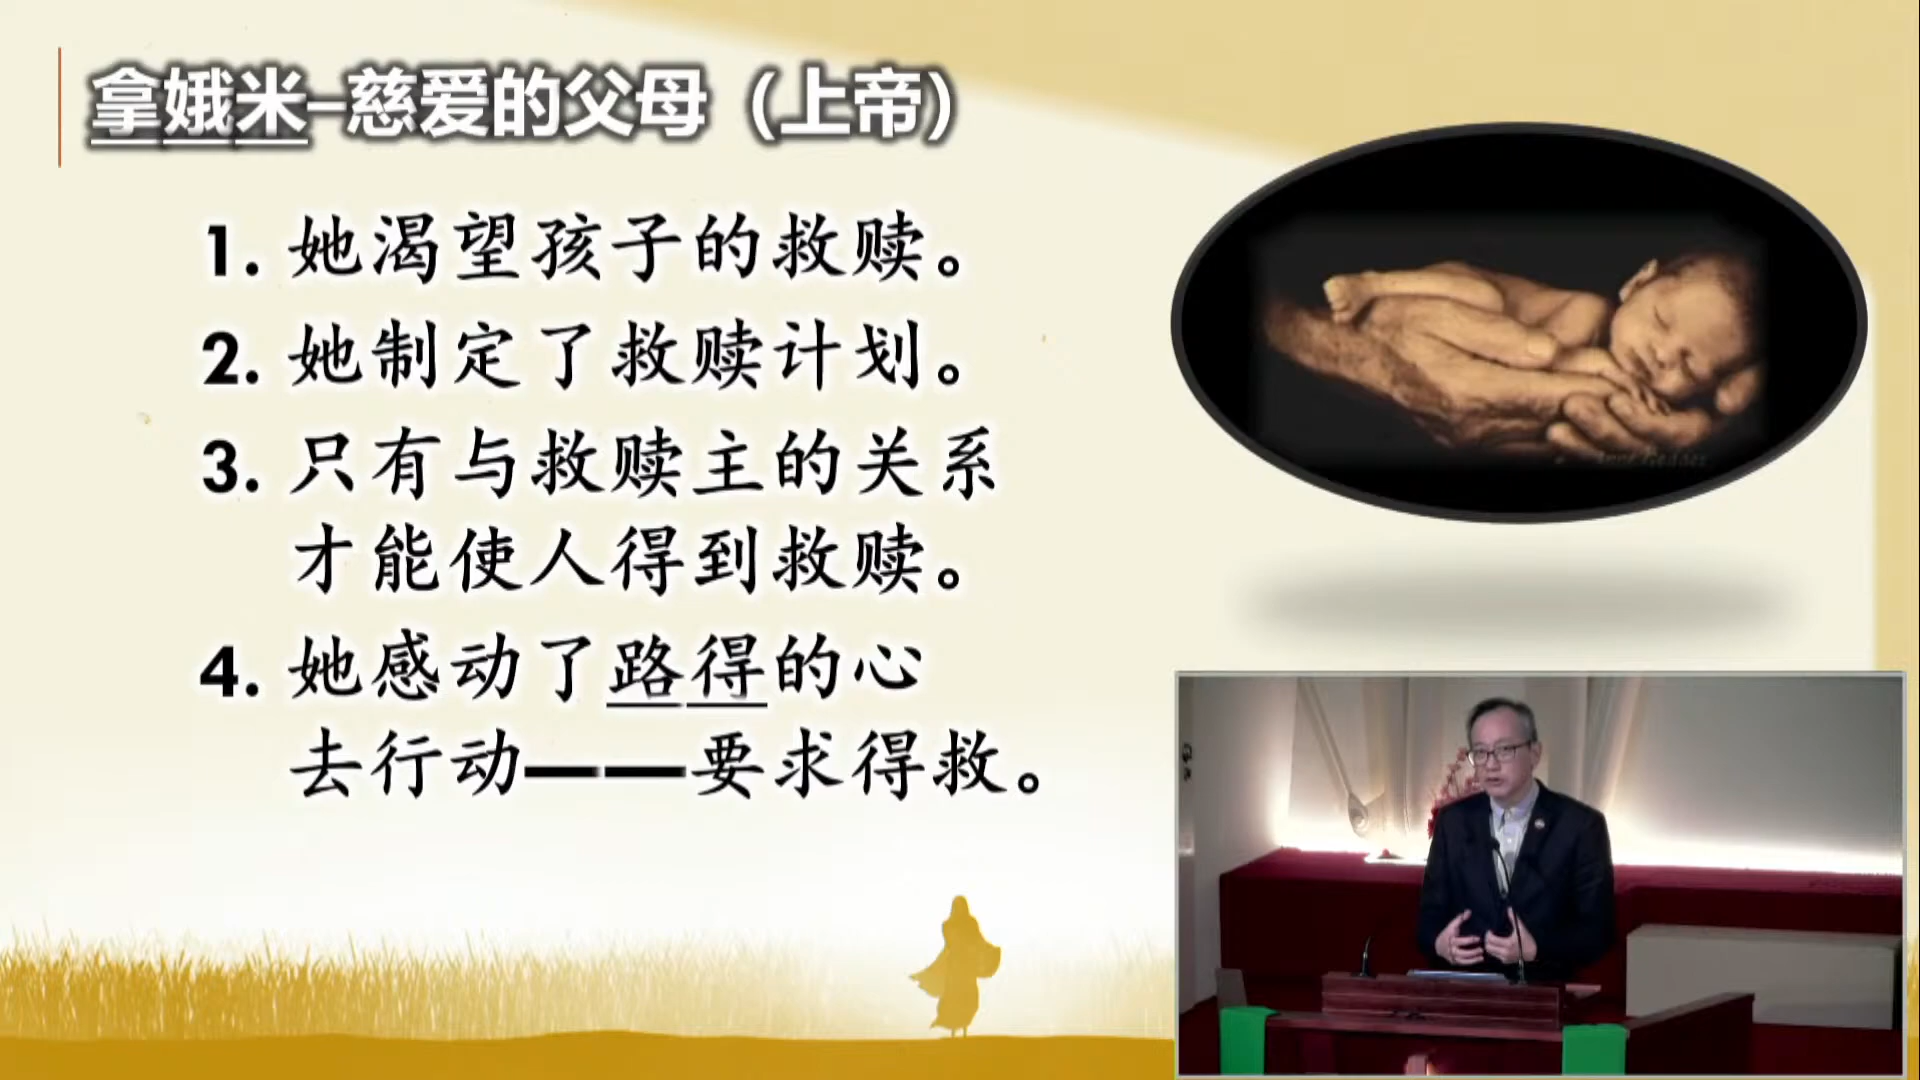 拿娥米–慈爱的父母（上帝）
1. 她渴望孩子的救赎。
2. 她制定了救赎计划。
3. 只有与救赎主的关系
才能使人得到救赎。
4. 她感动了路得的心
去行动——要求得救。
Anne Geddes